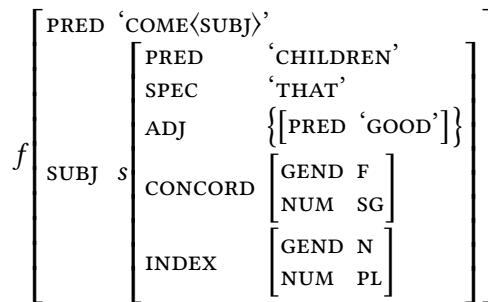 PRED ‘COME⟨SUBJ⟩’
PRED ‘CHILDREN’
SPEC ‘THAT’
ADJ {[PRED ‘GOOD’]}
f SUBJ s
CONCORD [GEND F
NUM SG]
INDEX [GEND N
NUM PL]